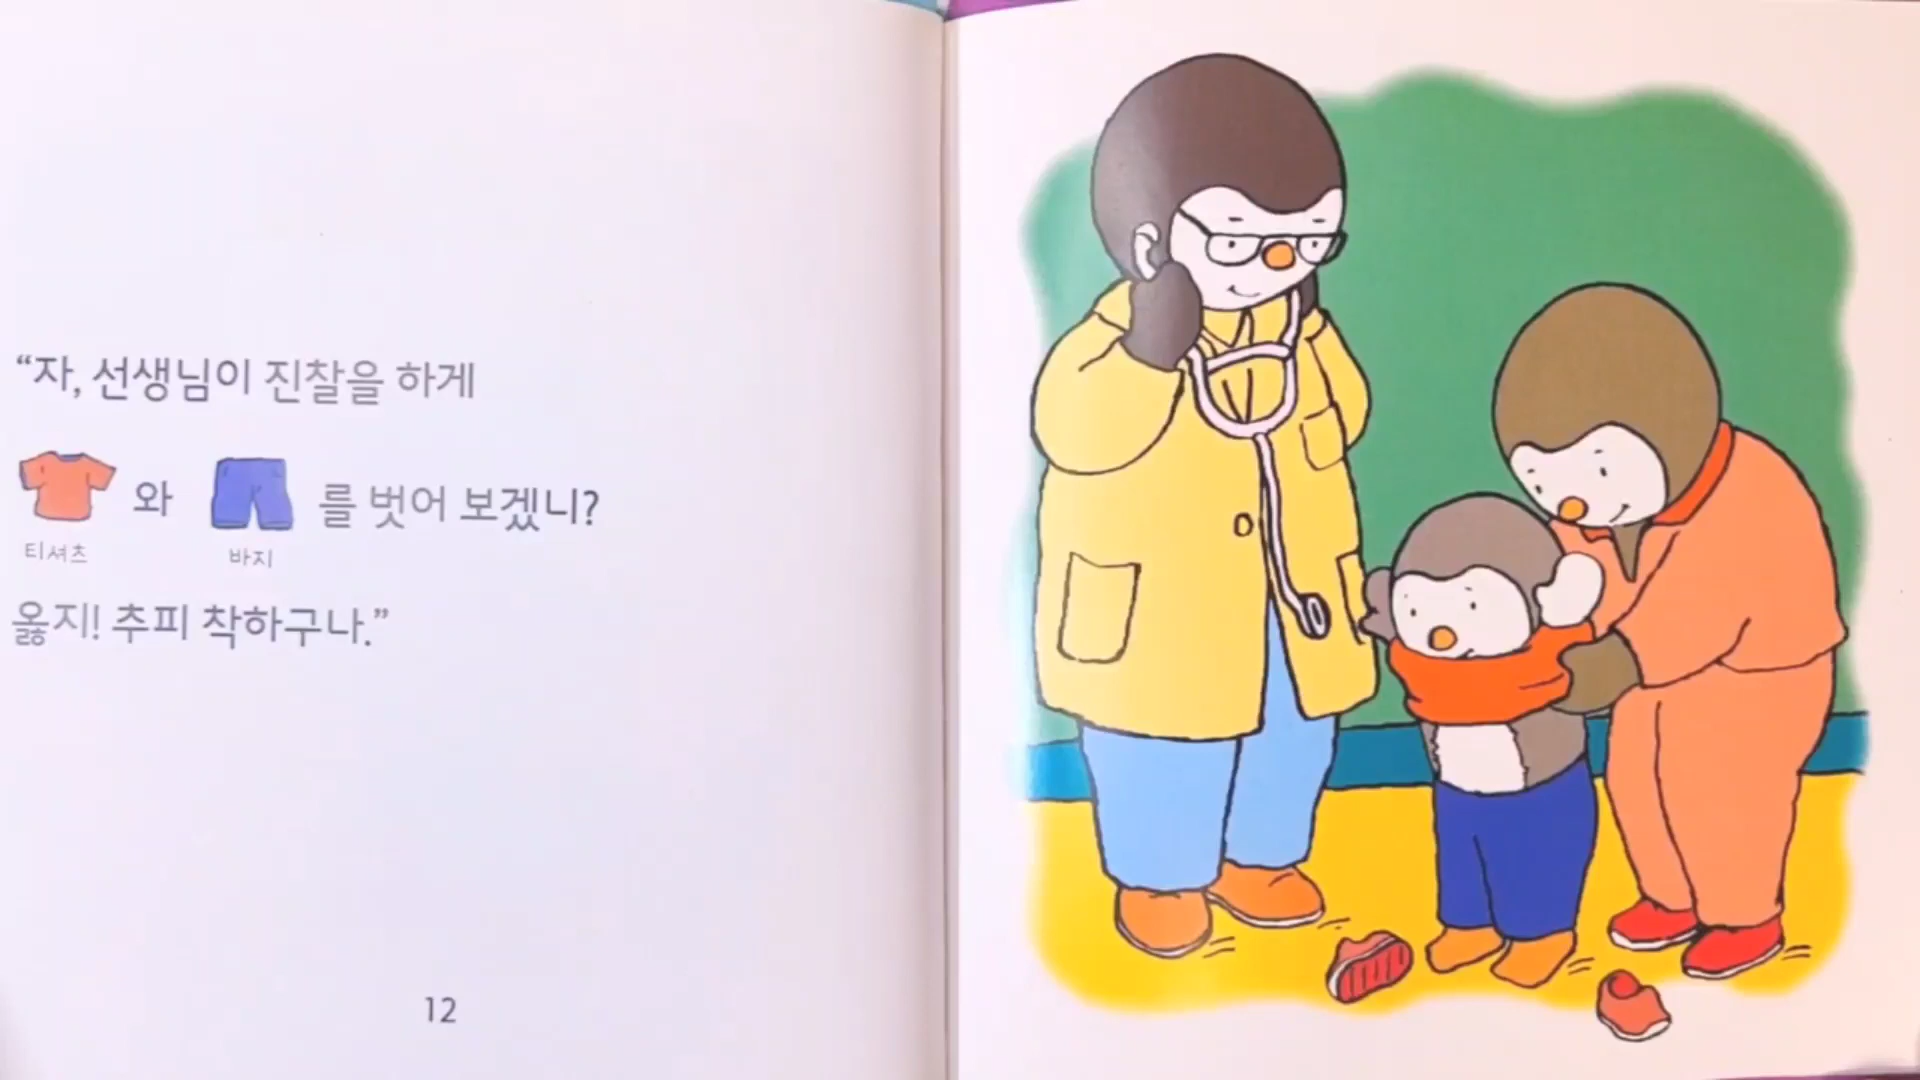 “자, 선생님이 진찰을 하게
와 를 벗어 보겠니?
티셔츠 바지
옳지! 추피 착하구나.”
12